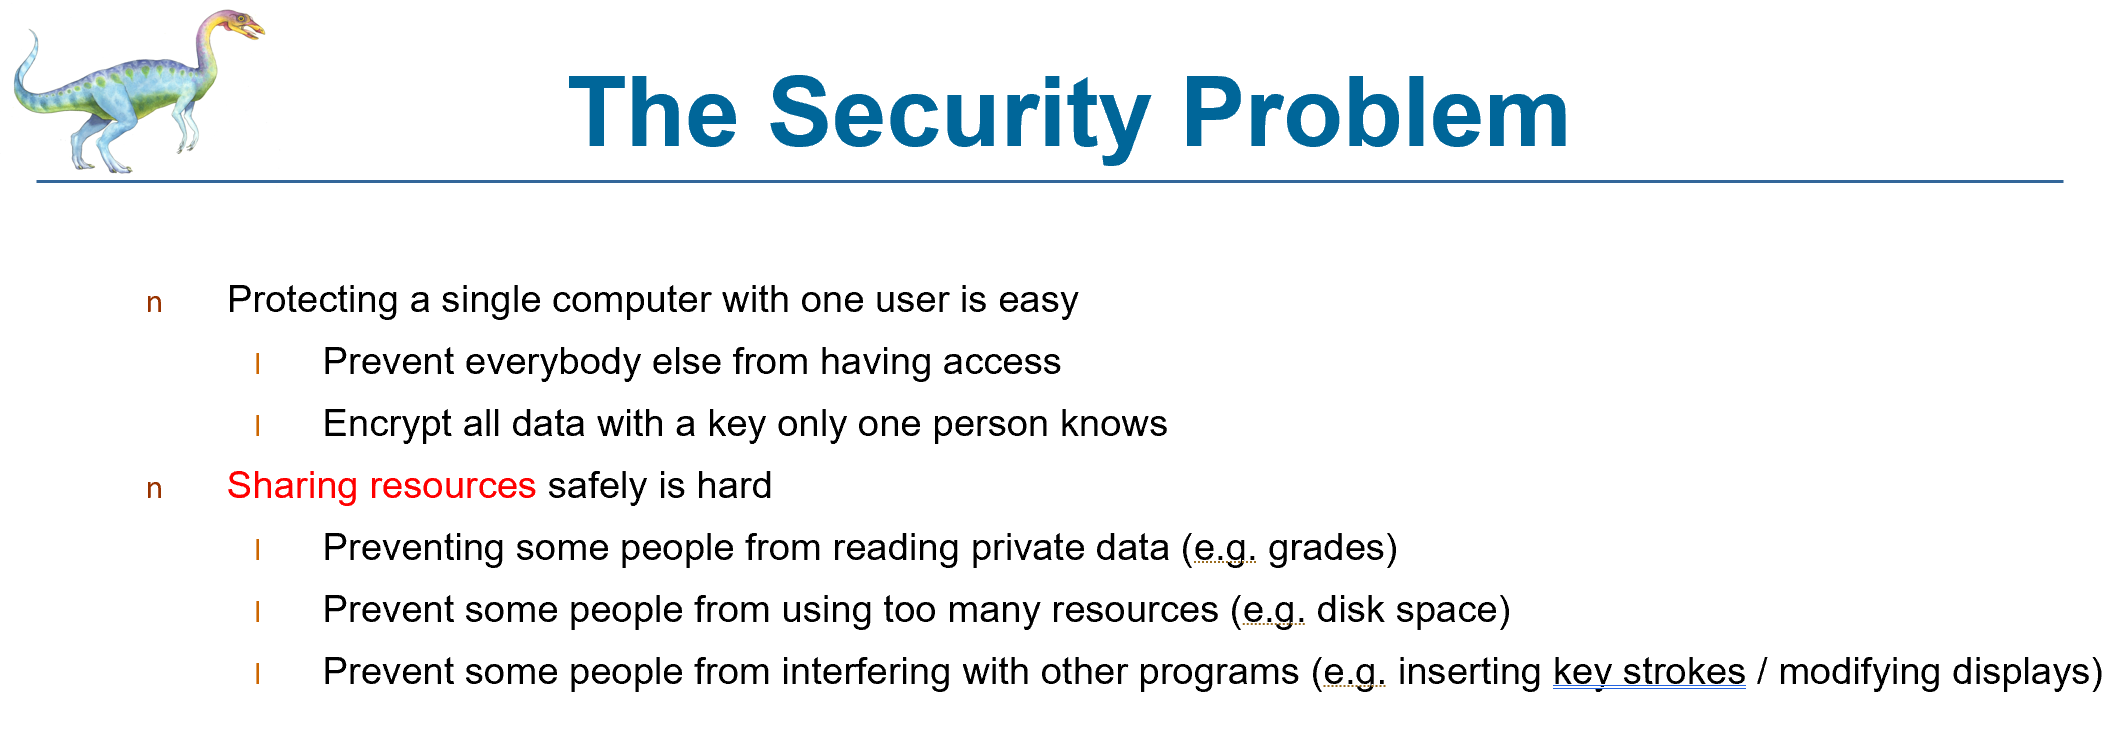 The Security Problem
n Protecting a single computer with one user is easy
l Prevent everybody else from having access
l Encrypt all data with a key only one person knows
n Sharing resources safely is hard
l Preventing some people from reading private data (e.g. grades)
l Prevent some people from using too many resources (e.g. disk space)
l Prevent some people from interfering with other programs (e.g. inserting key strokes / modifying displays)